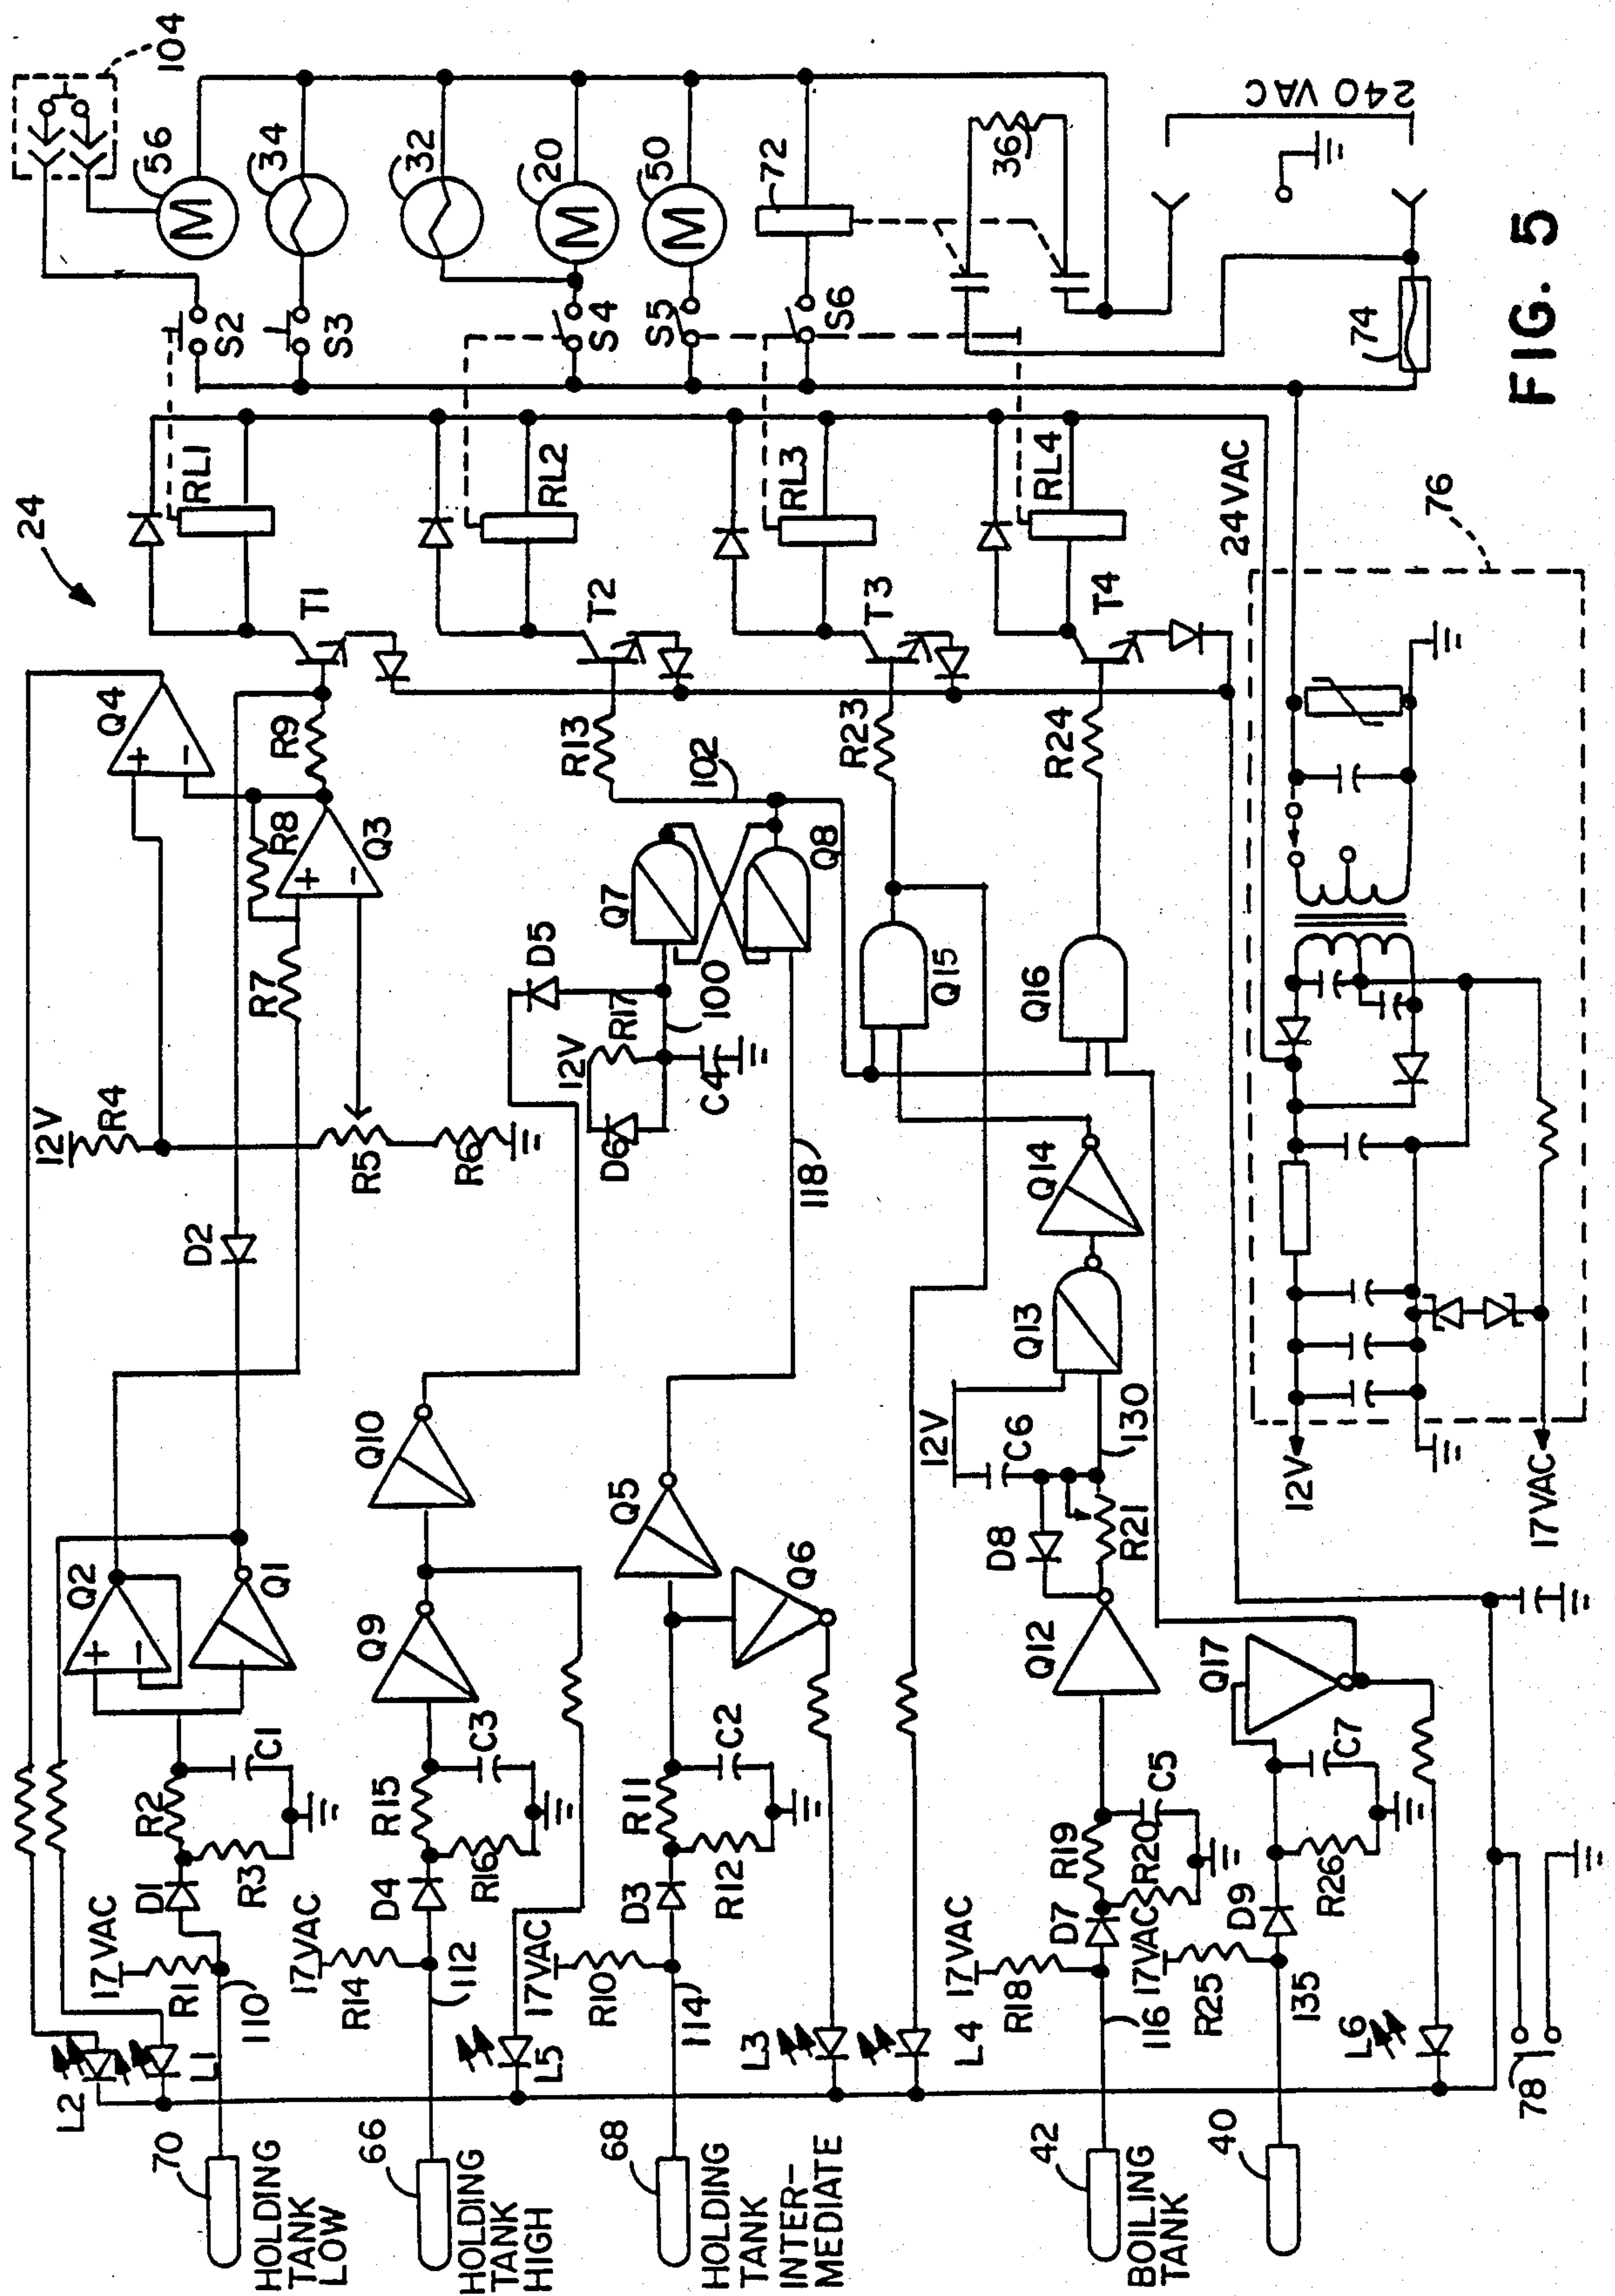 24
104
56
34
32
20
50
72
36
240 VAC
S2
S3
S4
S5
S6
74
RL1
RL2
RL3
RL4
24VAC
76
T1
T2
T3
T4
Q4
R9
R8
Q3
R7
R13
102
R23
R24
12V
R4
R5
R6
D5
Q7
Q8
R17
100
12V
D6
C4
118
Q15
Q16
Q14
Q13
D2
Q10
Q5
12V
C6
130
D8
R21
Q2
Q1
Q9
Q6
Q12
Q17
R2
C1
R3
D1
17VAC
R1
110
R15
C3
R16
D4
17VAC
R14
112
R11
C2
R12
D3
17VAC
R10
114
R19
C5
R20
D7
17VAC
R18
116
C7
R26
D9
17VAC
R25
135
L2
L1
L5
L3
L4
L6
78
12V
17VAC
70
HOLDING
TANK
LOW
66
HOLDING
TANK
HIGH
68
HOLDING
TANK
INTER-
MEDIATE
42
BOILING
TANK
40
FIG. 5